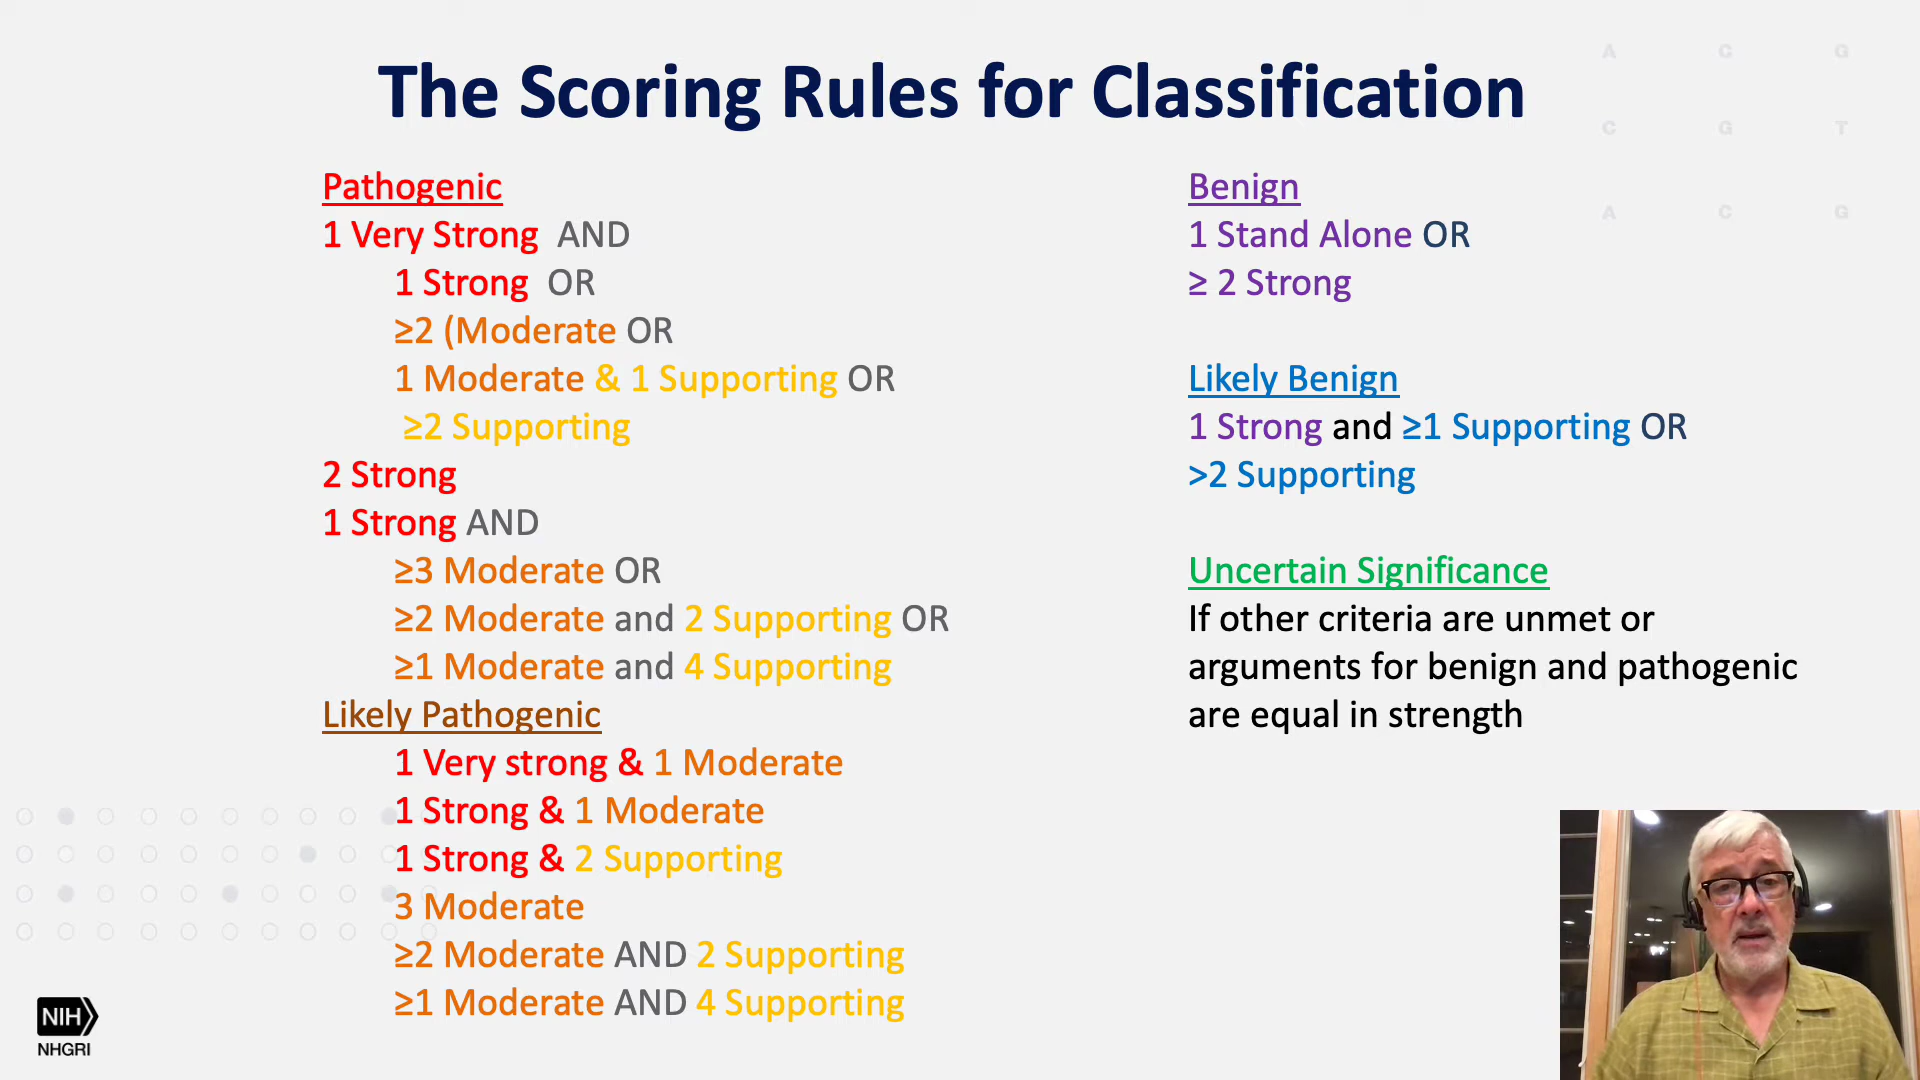 The Scoring Rules for Classification
A C G
C G T
A C G
Pathogenic
1 Very Strong AND
1 Strong OR
≥2 (Moderate OR
1 Moderate & 1 Supporting OR
≥2 Supporting
2 Strong
1 Strong AND
≥3 Moderate OR
≥2 Moderate and 2 Supporting OR
≥1 Moderate and 4 Supporting
Likely Pathogenic
1 Very strong & 1 Moderate
1 Strong & 1 Moderate
1 Strong & 2 Supporting
3 Moderate
≥2 Moderate AND 2 Supporting
≥1 Moderate AND 4 Supporting
Benign
1 Stand Alone OR
≥ 2 Strong
Likely Benign
1 Strong and ≥1 Supporting OR
>2 Supporting
Uncertain Significance
If other criteria are unmet or
arguments for benign and pathogenic
are equal in strength
NIH
NHGRI